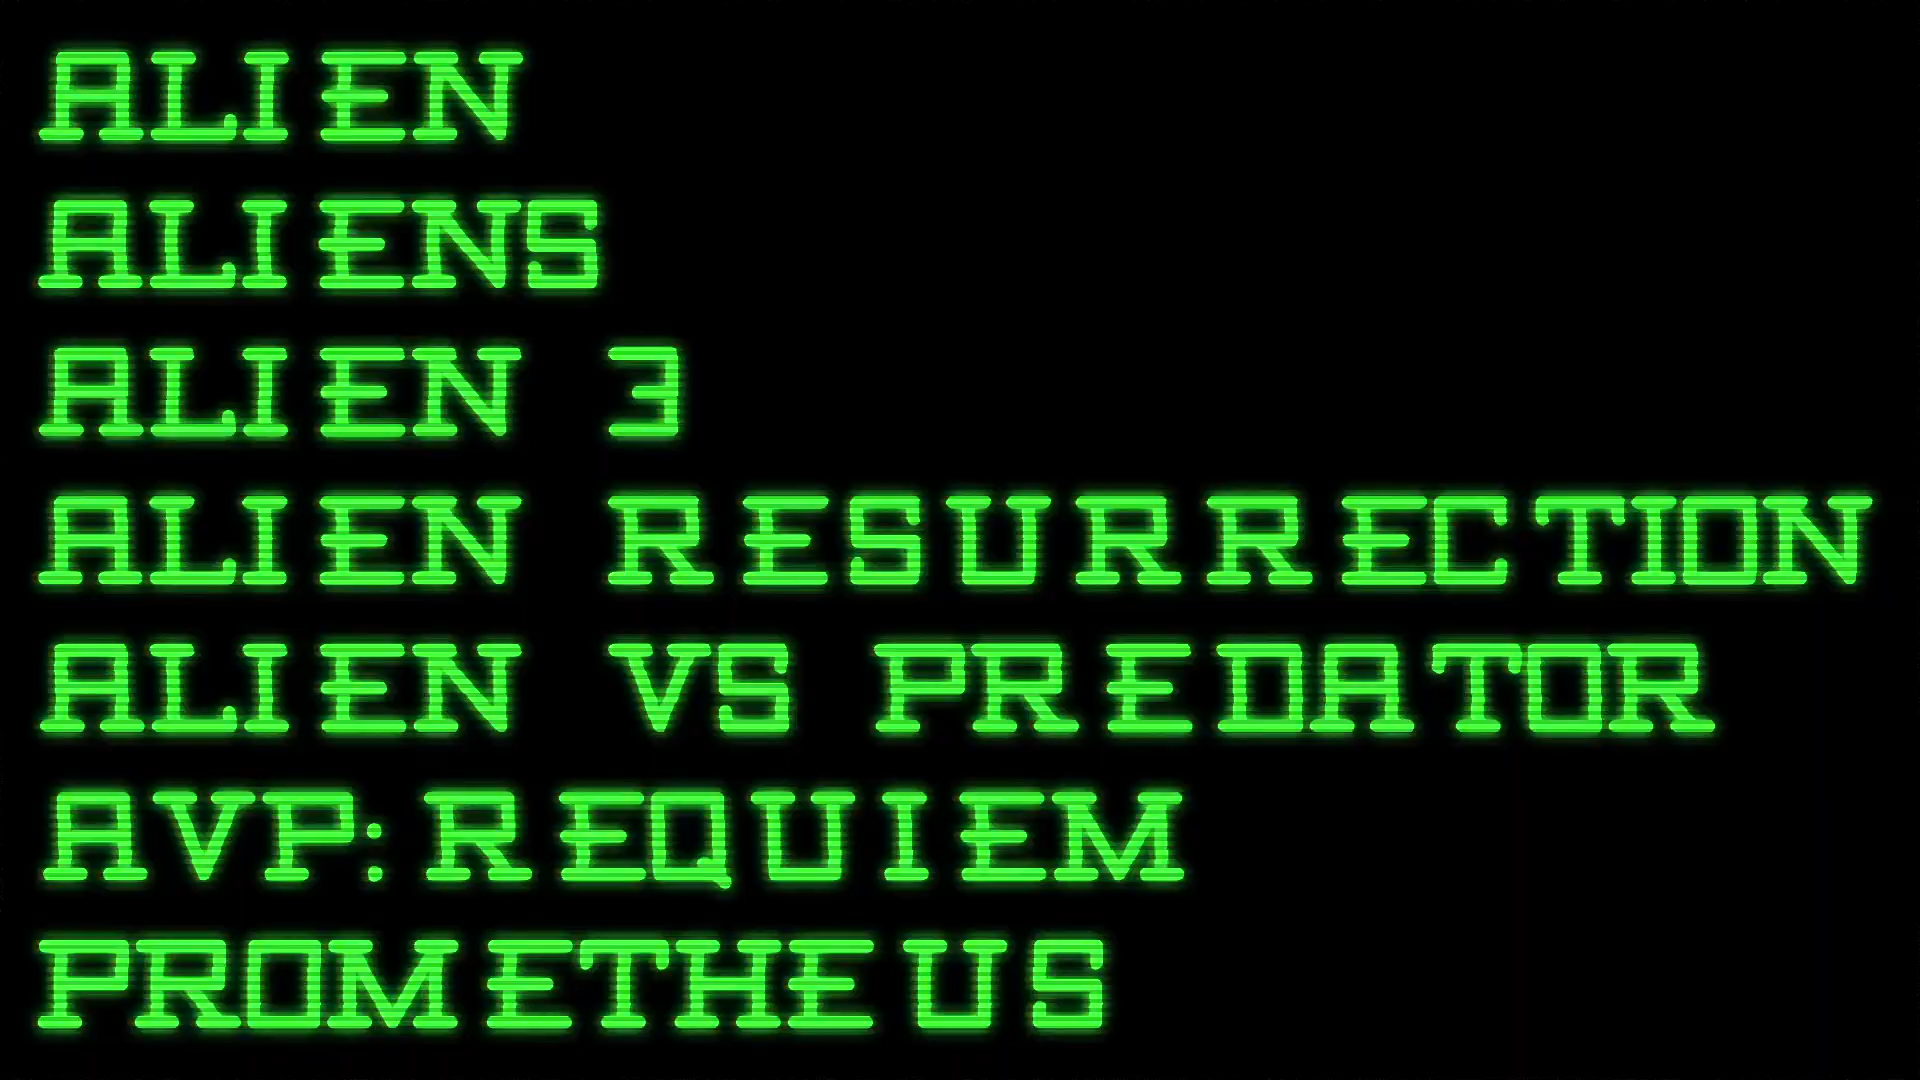 ALIEN
ALIENS
ALIEN 3
ALIEN RESURRECTION
ALIEN VS PREDATOR
AVP: REQUIEM
PROMETHEUS